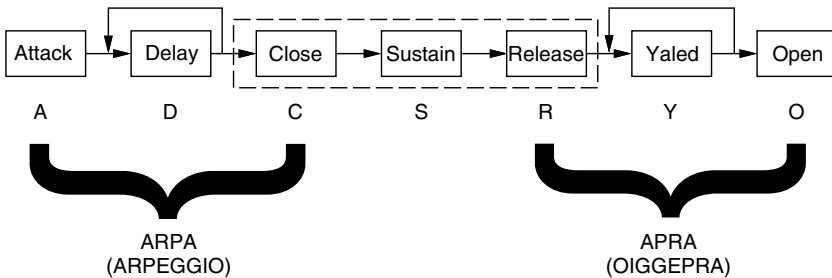 Attack Delay Close Sustain Release Yaled Open
A D C S R Y O
ARPA APRA
(ARPEGGIO) (OIGGEPRA)